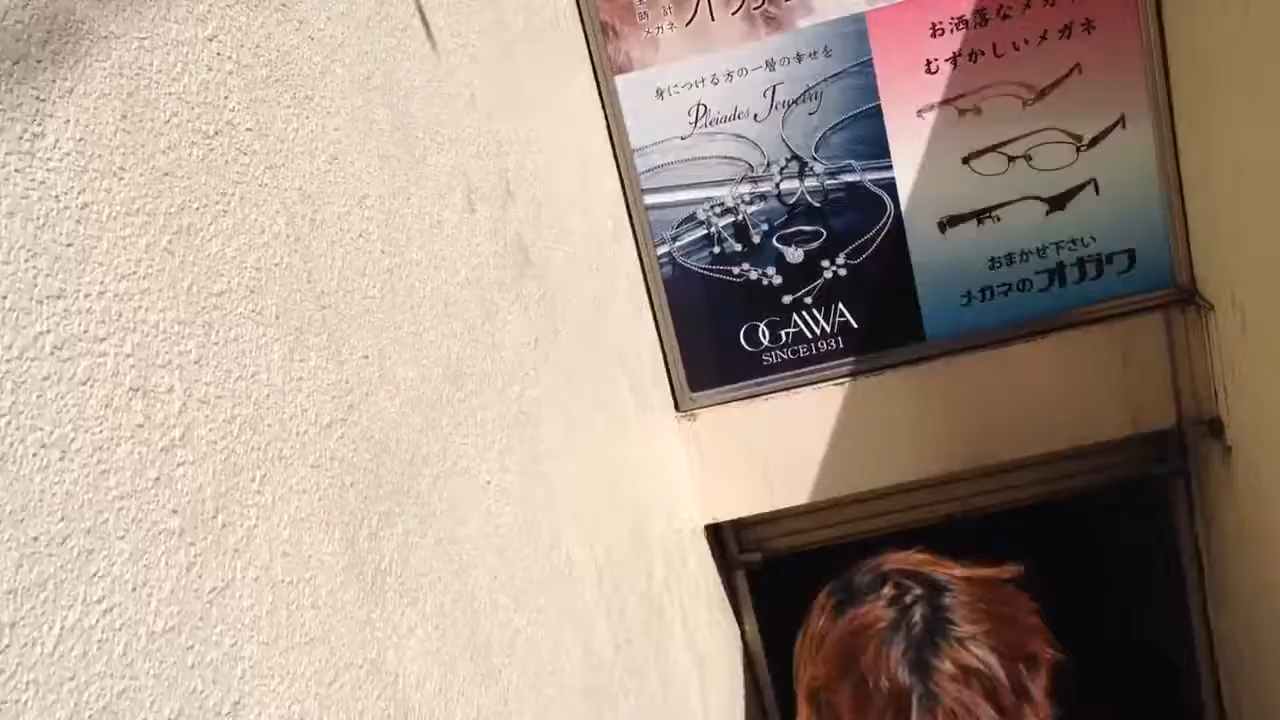 時計
メガネ
身につける方の一層の幸せを
Pleiades Jewelry
OGAWA
SINCE1931
お洒落なメガネ
むずかしいメガネ
おまかせ下さい
メガネのオガワ